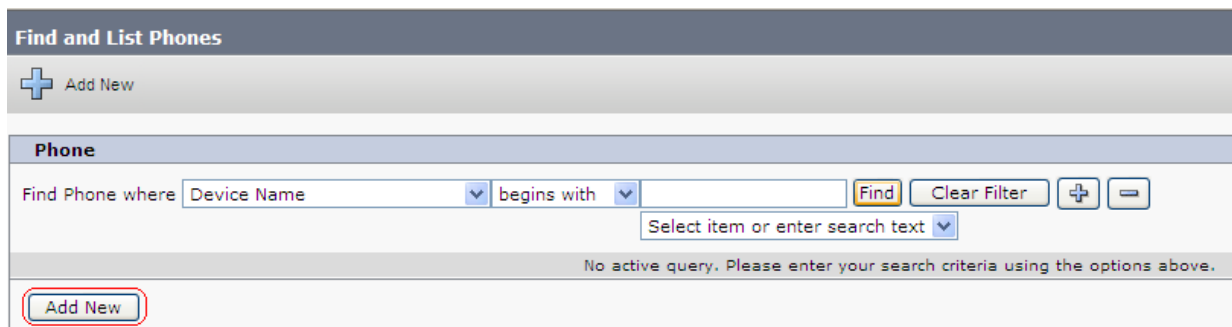 Find and List Phones
Add New
Phone
Find Phone where Device Name begins with Find Clear Filter
Select item or enter search text
No active query. Please enter your search criteria using the options above.
Add New